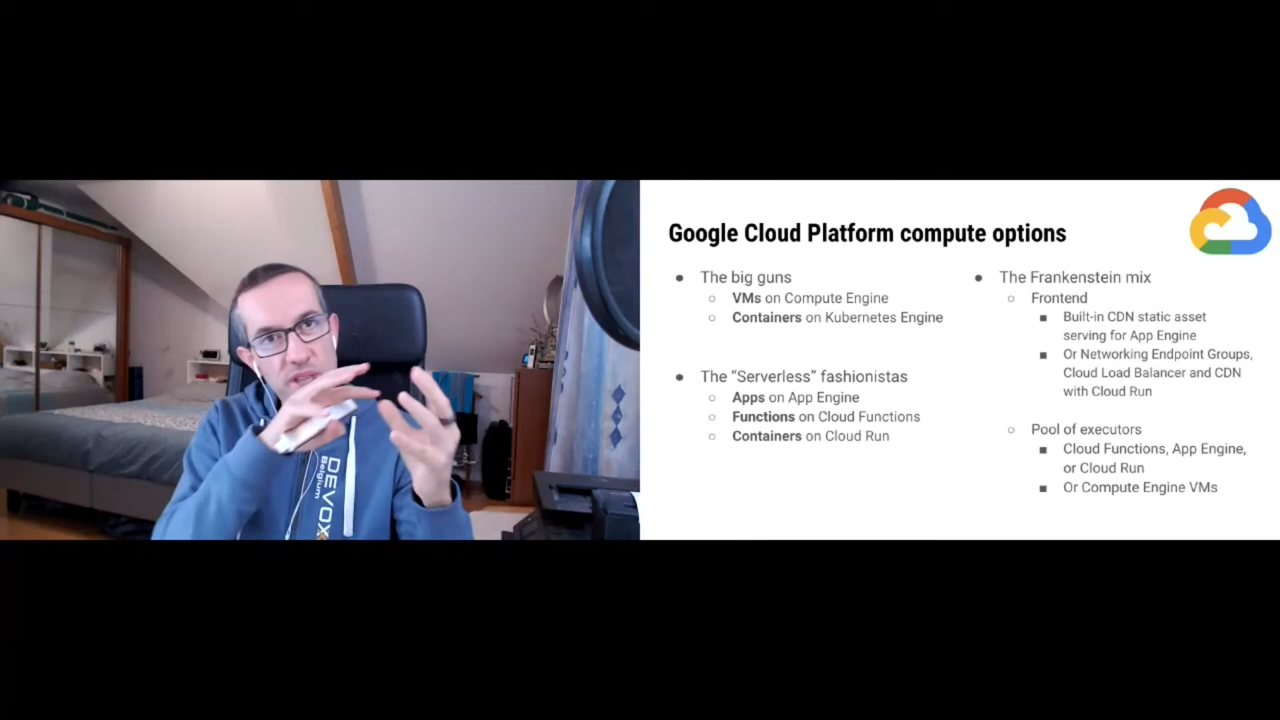 DEVOXX
Belgium
Google Cloud Platform compute options
● The big guns
○ VMs on Compute Engine
○ Containers on Kubernetes Engine
● The “Serverless” fashionistas
○ Apps on App Engine
○ Functions on Cloud Functions
○ Containers on Cloud Run
● The Frankenstein mix
○ Frontend
■ Built-in CDN static asset
serving for App Engine
■ Or Networking Endpoint Groups,
Cloud Load Balancer and CDN
with Cloud Run
○ Pool of executors
■ Cloud Functions, App Engine,
or Cloud Run
■ Or Compute Engine VMs